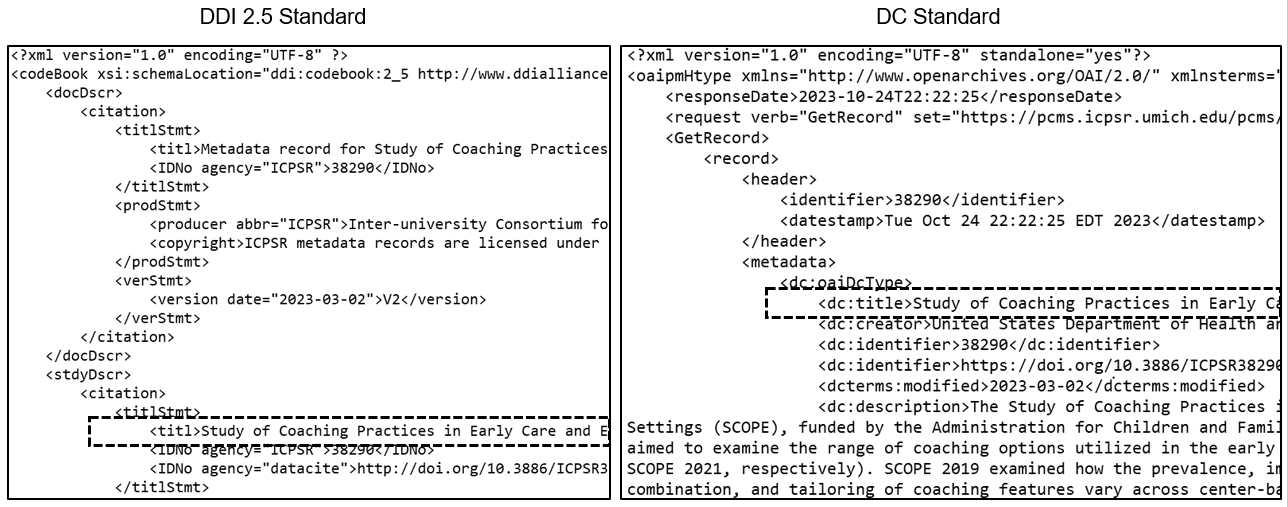 DDI 2.5 Standard
<?xml version="1.0" encoding="UTF-8" ?>
<codeBook xsi:schemaLocation="ddi:codebook:2_5 http://www.ddialliance
<docDscr>
<citation>
<titlStmt>
<titl>Metadata record for Study of Coaching Practices
<IDNo agency="ICPSR">38290</IDNo>
</titlStmt>
<prodStmt>
<producer abbr="ICPSR">Inter-university Consortium fo
<copyright>ICPSR metadata records are licensed under
</prodStmt>
<verStmt>
<version date="2023-03-02">V2</version>
</verStmt>
</citation>
</docDscr>
<stdyDscr>
<citation>
<titlStmt>
<titl>Study of Coaching Practices in Early Care and E
<IDNo agency="ICPSR">38290</IDNo>
<IDNo agency="datacite">http://doi.org/10.3886/ICPSR3
</titlStmt>
DC Standard
<?xml version="1.0" encoding="UTF-8" standalone="yes"?>
<oaipmHtype xmlns="http://www.openarchives.org/OAI/2.0/" xmlnsterms="
<responseDate>2023-10-24T22:22:25</responseDate>
<request verb="GetRecord" set="https://pcms.icpsr.umich.edu/pcms/
<GetRecord>
<record>
<header>
<identifier>38290</identifier>
<datestamp>Tue Oct 24 22:22:25 EDT 2023</datestamp>
</header>
<metadata>
<dc:oaiDcType>
<dc:title>Study of Coaching Practices in Early Ca
<dc:creator>United States Department of Health an
<dc:identifier>38290</dc:identifier>
<dc:identifier>https://doi.org/10.3886/ICPSR38290
<dcterms:modified>2023-03-02</dcterms:modified>
<dc:description>The Study of Coaching Practices i
Settings (SCOPE), funded by the Administration for Children and Famil
aimed to examine the range of coaching options utilized in the early
SCOPE 2021, respectively). SCOPE 2019 examined how the prevalence, in
combination, and tailoring of coaching features vary across center-ba